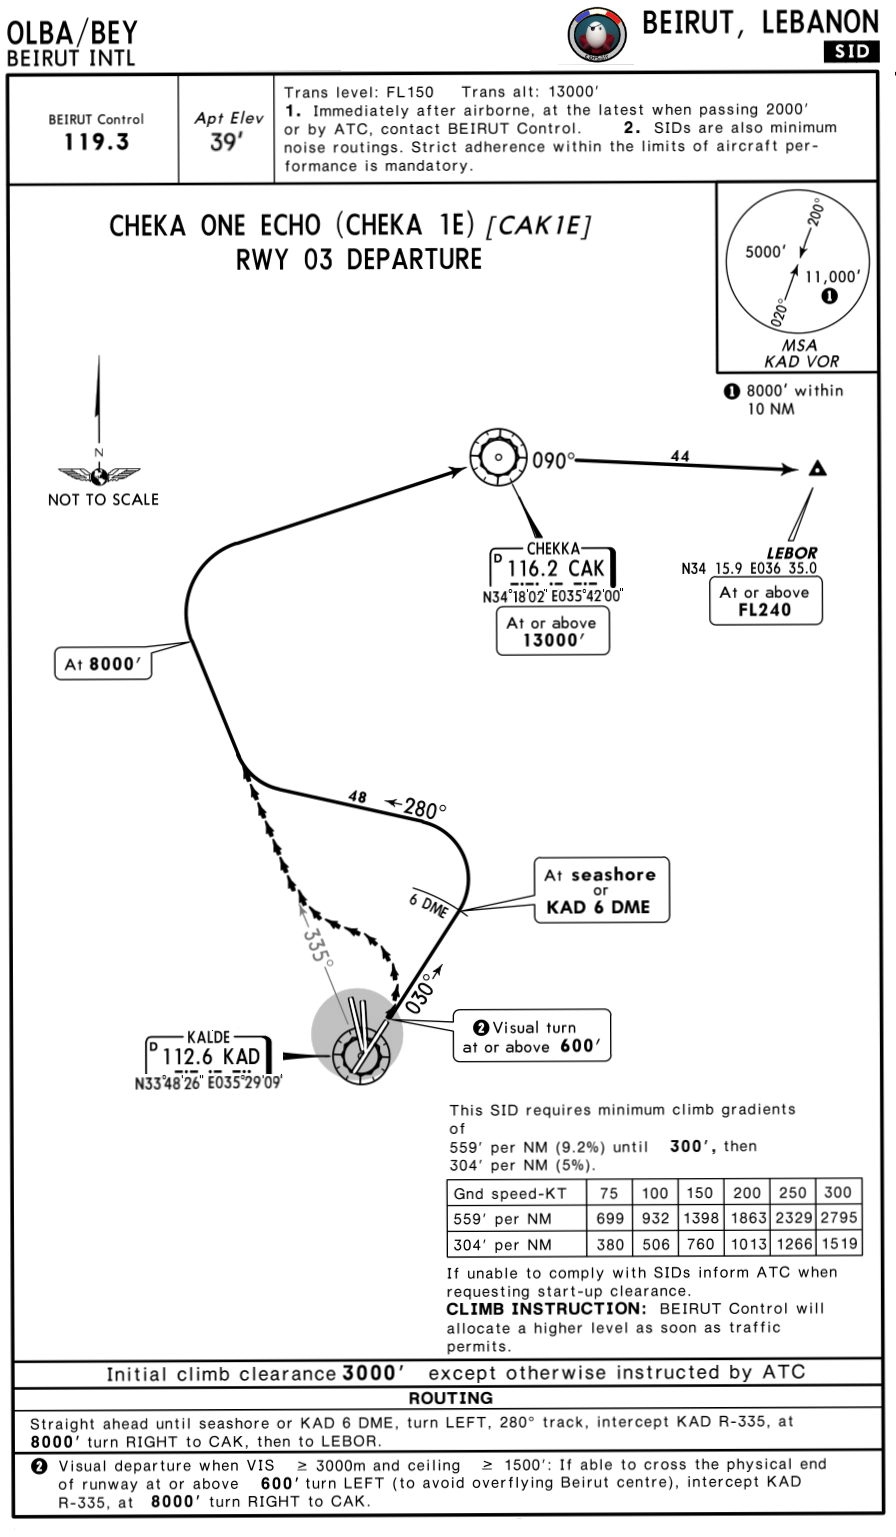 OLBA/BEY
BEIRUT INTL
BEIRUT, LEBANON
SID
BEIRUT Control
119.3
Apt Elev
39′
Trans level: FL150 Trans alt: 13000′
1. Immediately after airborne, at the latest when passing 2000′
or by ATC, contact BEIRUT Control. 2. SIDs are also minimum
noise routings. Strict adherence within the limits of aircraft per-
formance is mandatory.
CHEKA ONE ECHO (CHEKA 1E) [CAK1E]
RWY 03 DEPARTURE
200°
5000′
11,000′
1
020°
MSA
KAD VOR
1 8000′ within
10 NM
N
NOT TO SCALE
090°
44
CHEKKA
D 116.2 CAK
N34°18'02" E035°42'00"
At or above
13000′
LEBOR
N34 15.9 E036 35.0
At or above
FL240
At 8000′
48
280°
At seashore
or
KAD 6 DME
6 DME
335°
030°
2 Visual turn
at or above 600′
KALDE
D 112.6 KAD
N33°48'26" E035°29'09'
This SID requires minimum climb gradients
of
559′ per NM (9.2%) until 300′, then
304′ per NM (5%).
Gnd speed-KT 75 100 150 200 250 300
559′ per NM 699 932 1398 1863 2329 2795
304′ per NM 380 506 760 1013 1266 1519
If unable to comply with SIDs inform ATC when
requesting start-up clearance.
CLIMB INSTRUCTION: BEIRUT Control will
allocate a higher level as soon as traffic
permits.
Initial climb clearance 3000′ except otherwise instructed by ATC
ROUTING
Straight ahead until seashore or KAD 6 DME, turn LEFT, 280° track, intercept KAD R-335, at
8000′ turn RIGHT to CAK, then to LEBOR.
2 Visual departure when VIS ≥ 3000m and ceiling ≥ 1500′: If able to cross the physical end
of runway at or above 600′ turn LEFT (to avoid overflying Beirut centre), intercept KAD
R-335, at 8000′ turn RIGHT to CAK.